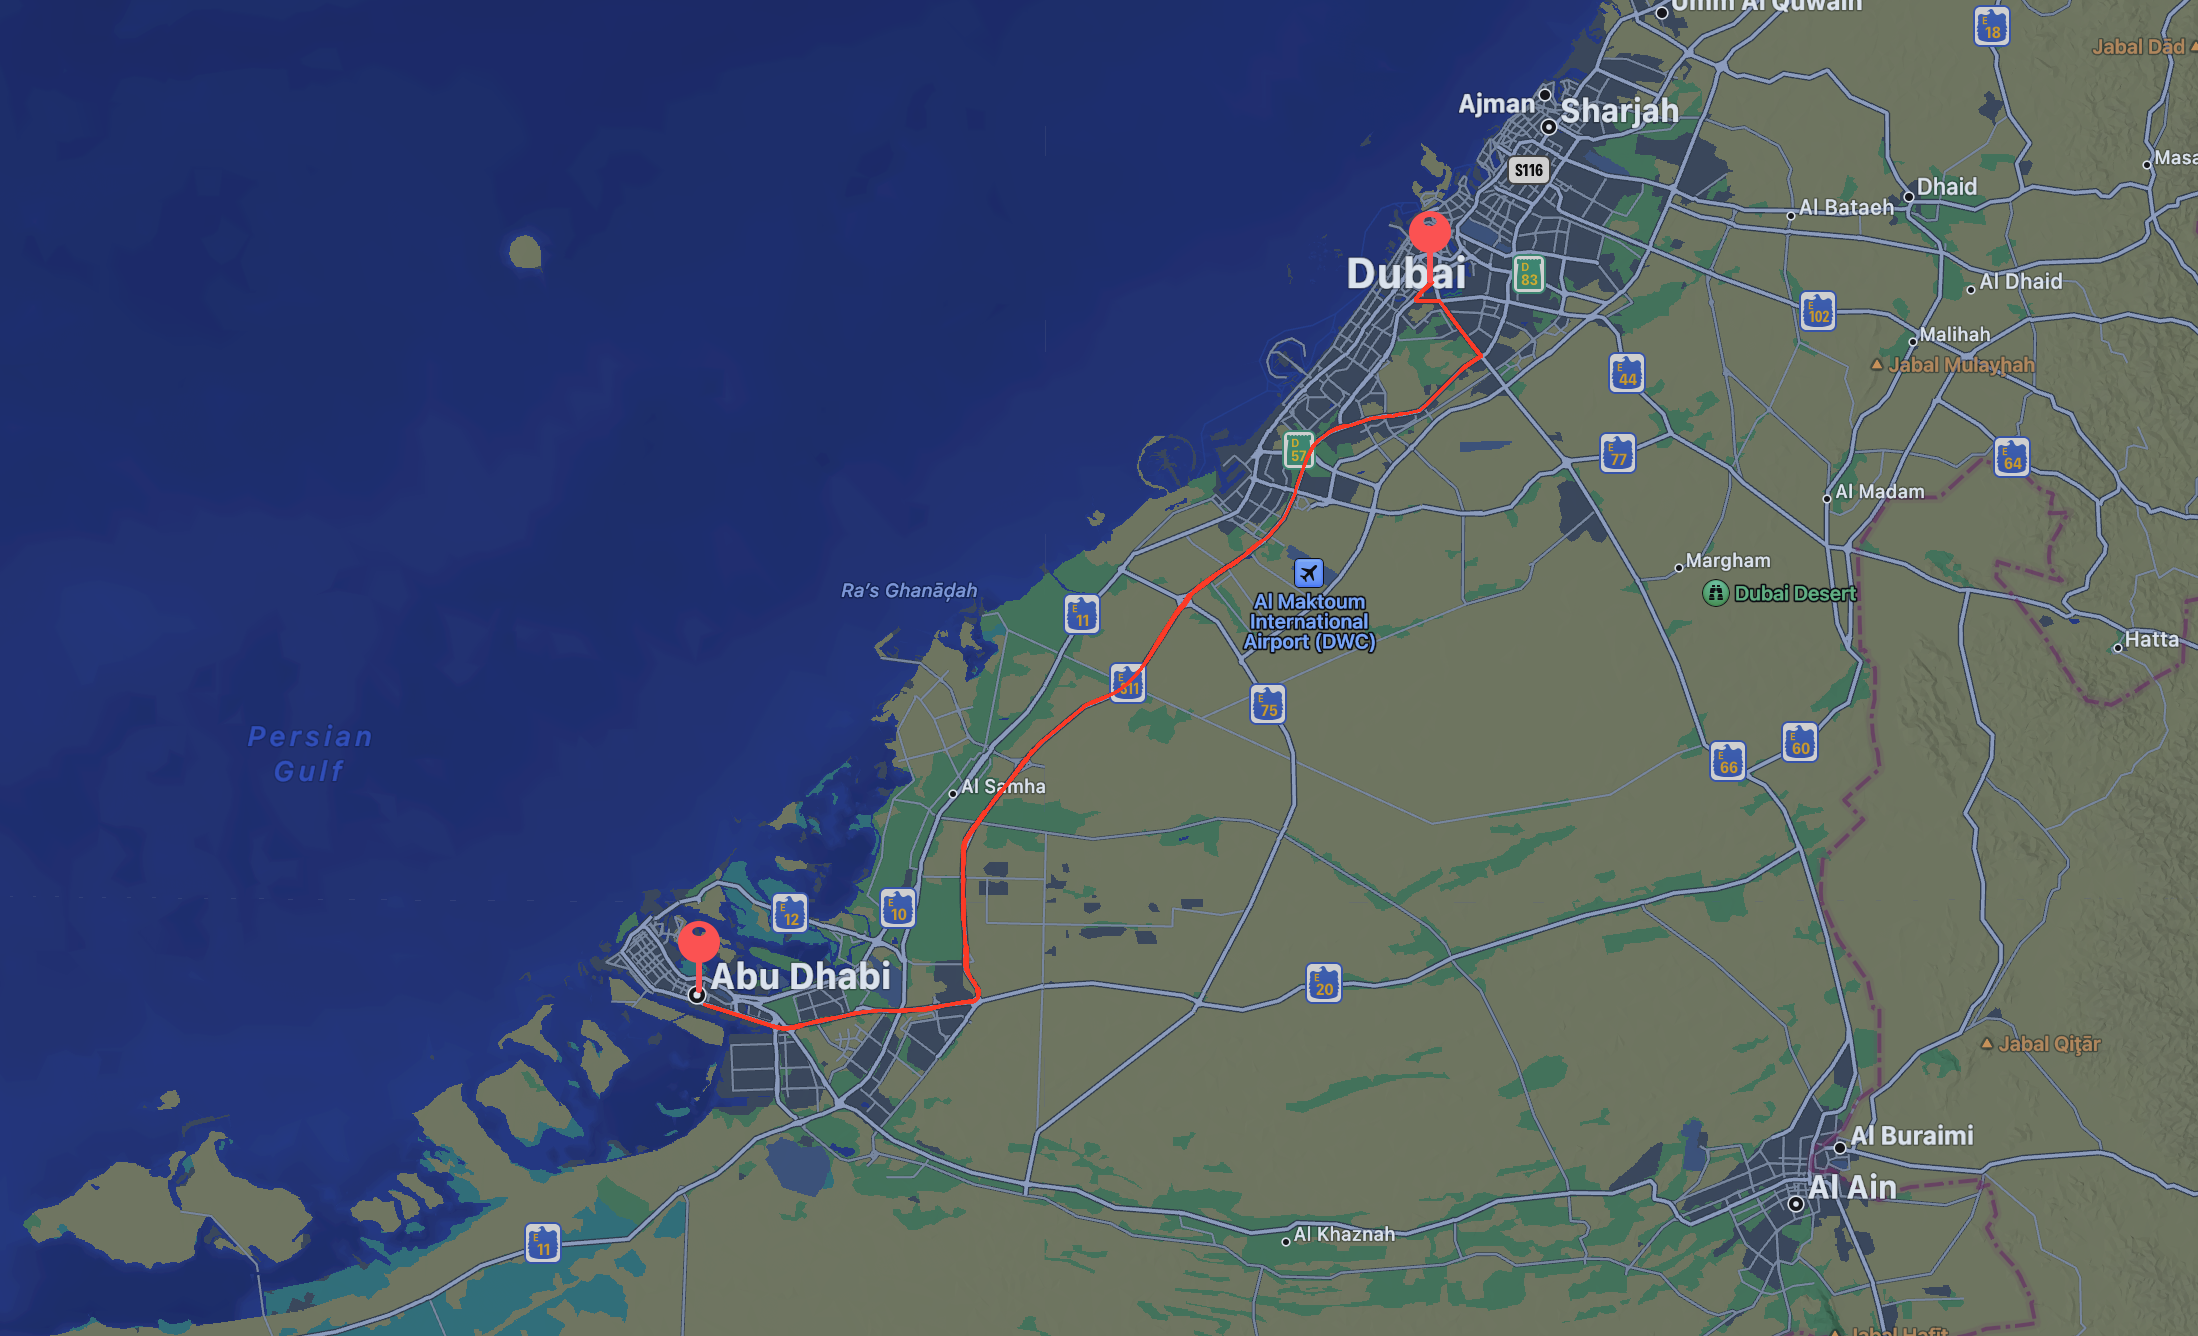 Umm Al Quwain
E
18
Jabal Dād
Ajman
Sharjah
S116
Masa
Dhaid
Al Bataeh
Dubai
D
83
Al Dhaid
E
102
Malihah
Jabal Mulayḩah
E
44
D
57
E
77
E
64
Al Madam
Margham
Dubai Desert
Al Maktoum
International
Airport (DWC)
Ra's Ghanāḑah
E
11
Hatta
E
311
E
75
Persian
Gulf
E
60
E
66
Al Samha
E
12
E
10
Abu Dhabi
E
20
Jabal Qiţār
Al Buraimi
Al Ain
Al Khaznah
E
11
Jabal Hafīt